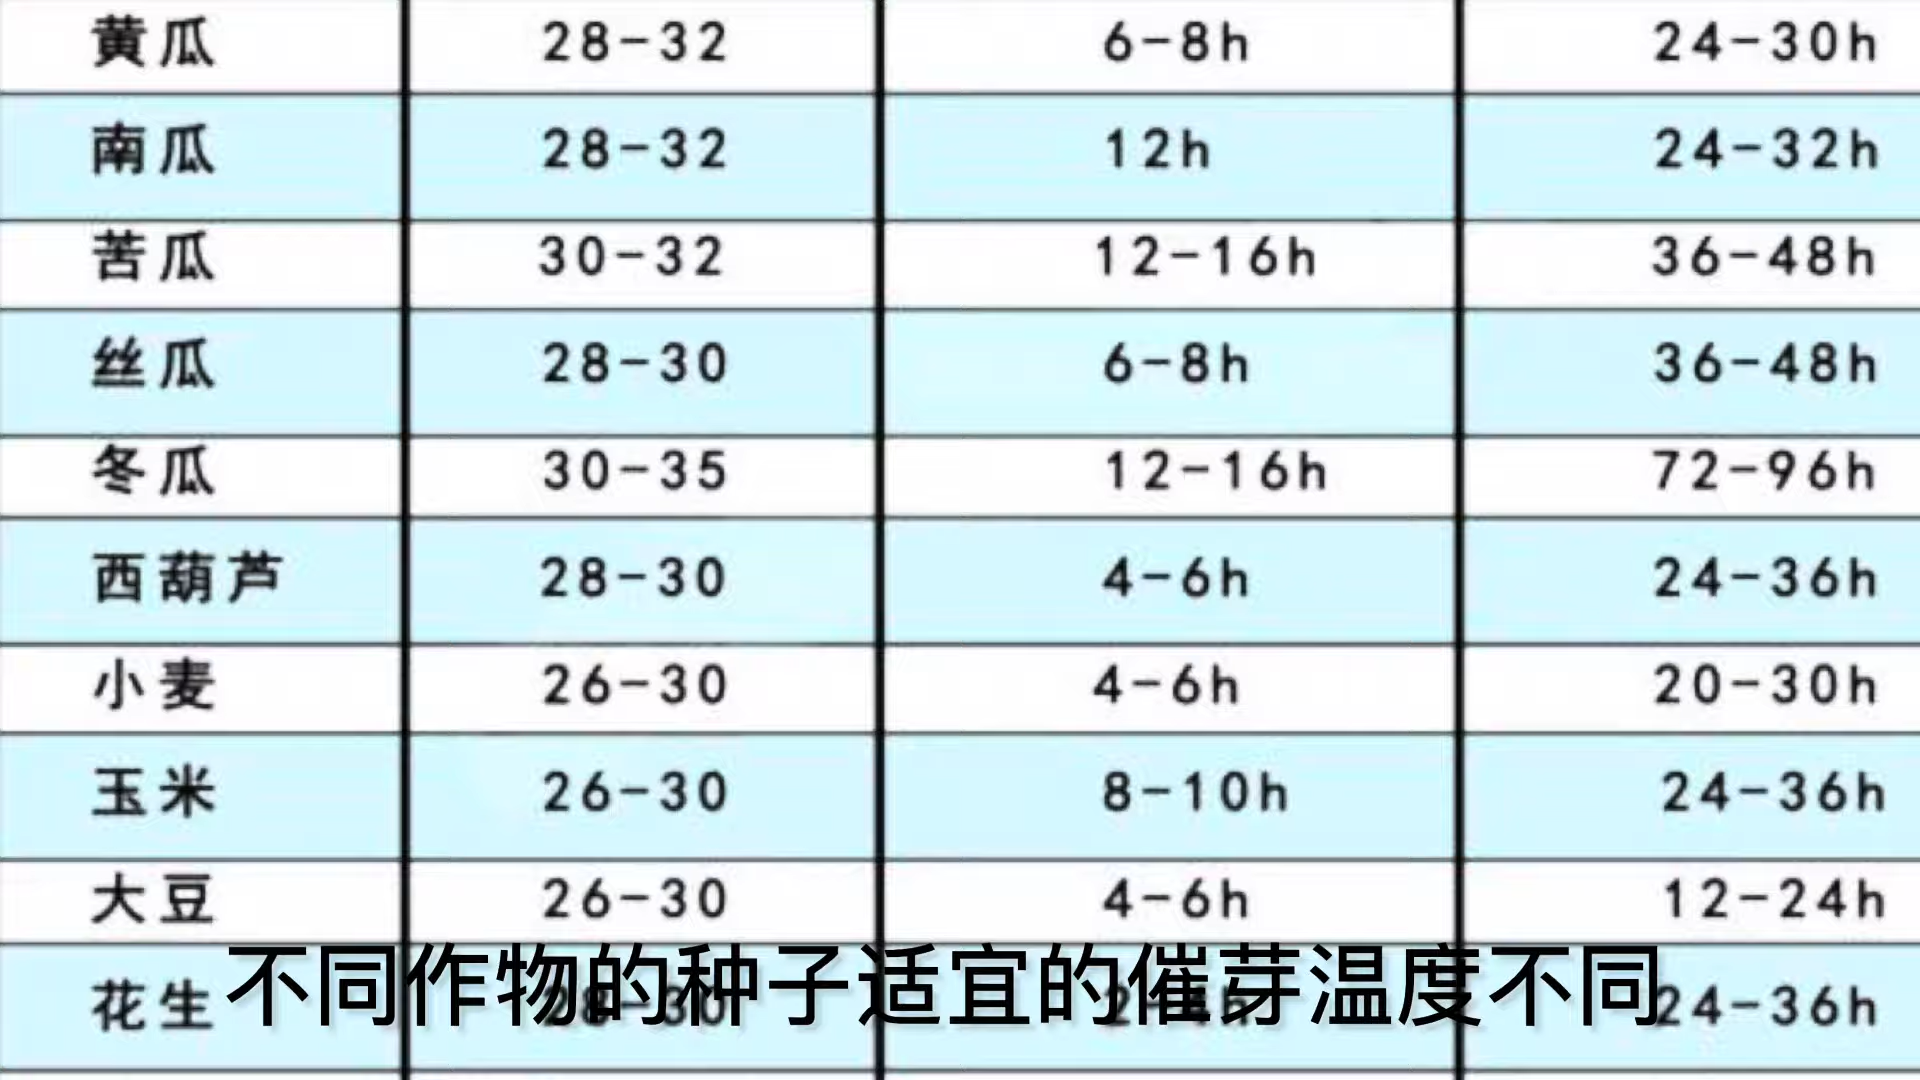 黄瓜 28-32 6-8h 24-30h
南瓜 28-32 12h 24-32h
苦瓜 30-32 12-16h 36-48h
丝瓜 28-30 6-8h 36-48h
冬瓜 30-35 12-16h 72-96h
西葫芦 28-30 4-6h 24-36h
小麦 26-30 4-6h 20-30h
玉米 26-30 8-10h 24-36h
大豆 26-30 4-6h 12-24h
花生 28-30 2-4h 24-36h
不同作物的种子适宜的催芽温度不同